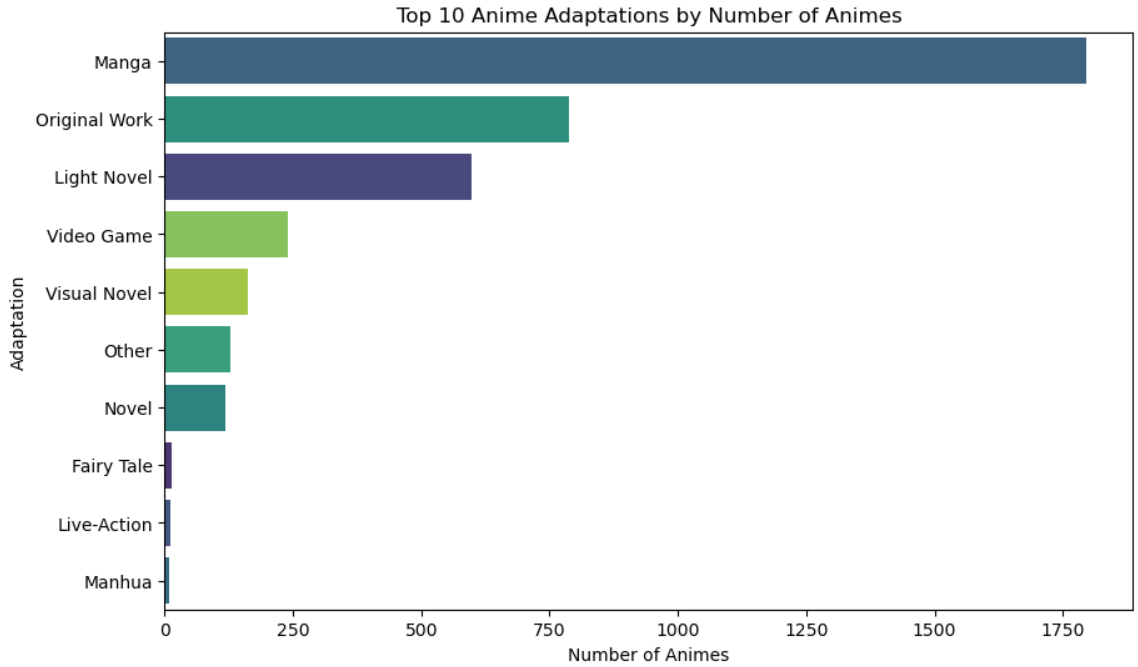 Top 10 Anime Adaptations by Number of Animes
Adaptation
Manga
Original Work
Light Novel
Video Game
Visual Novel
Other
Novel
Fairy Tale
Live-Action
Manhua
0 250 500 750 1000 1250 1500 1750
Number of Animes